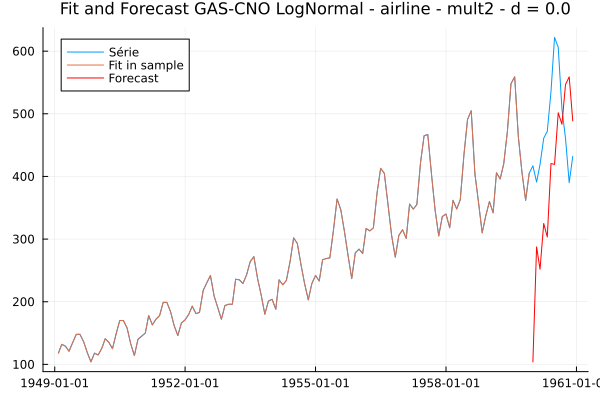 Fit and Forecast GAS-CNO LogNormal - airline - mult2 - d = 0.0
Série
Fit in sample
Forecast
600
500
400
300
200
100
1949-01-01 1952-01-01 1955-01-01 1958-01-01 1961-01-0